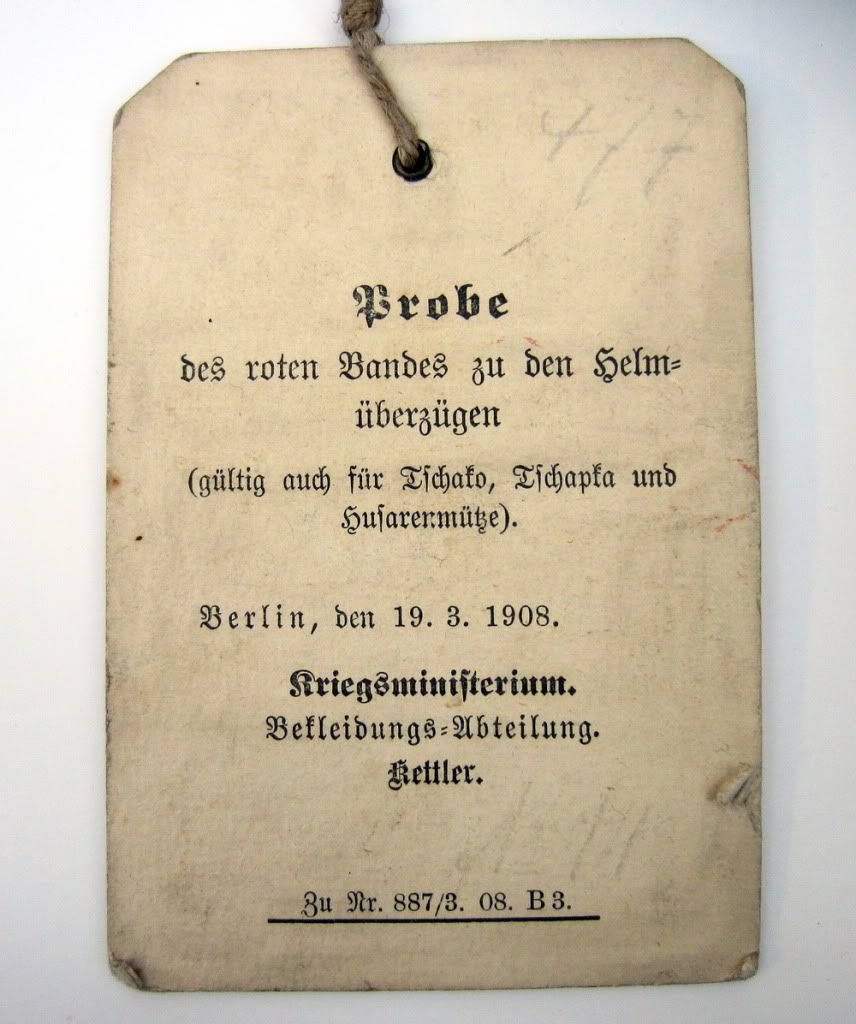 Probe
des roten Bandes zu den Helm-
überzügen
(gültig auch für Tschako, Tschapka und
Husarenmütze).
Berlin, den 19. 3. 1908.
Kriegsministerium.
Bekleidungs-Abteilung.
Kettler.
Zu Nr. 887/3. 08. B 3.